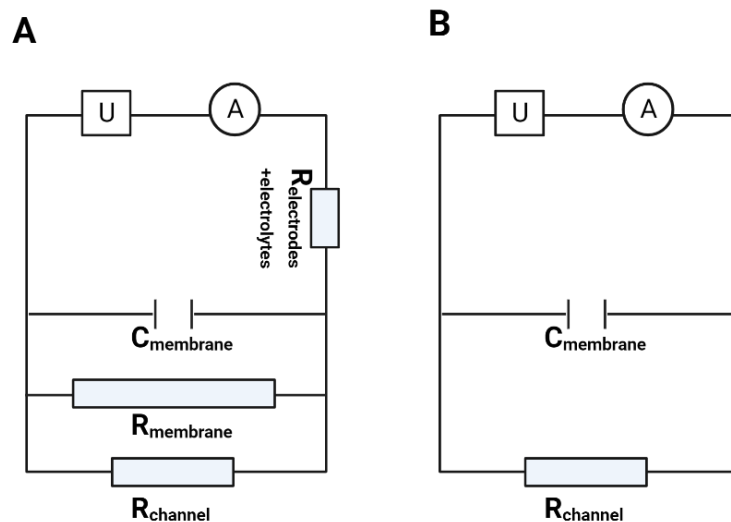 A
B
U
A
U
A
Relectrodes
+electrolytes
Cmembrane
Cmembrane
Rmembrane
Rchannel
Rchannel